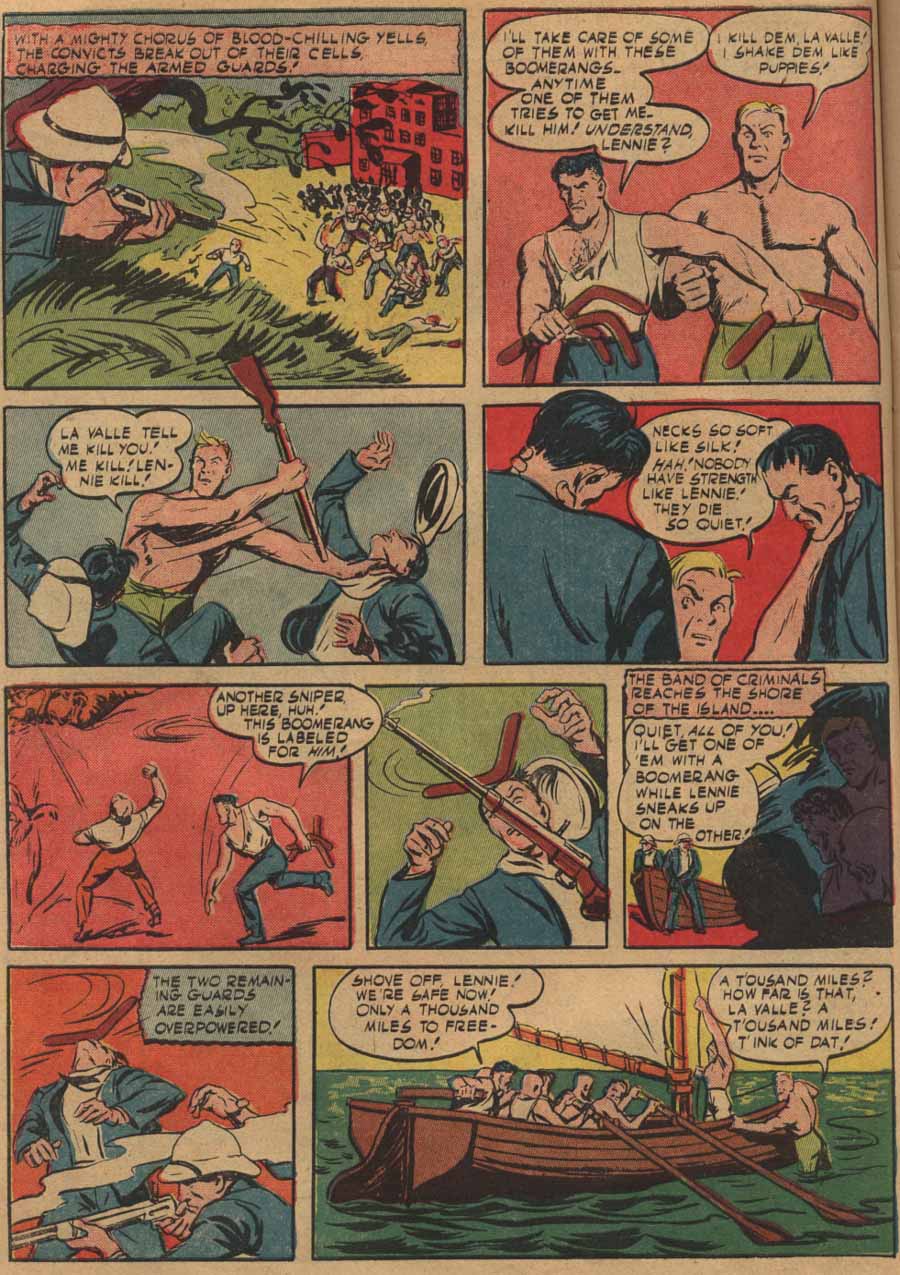 WITH A MIGHTY CHORUS OF BLOOD-CHILLING YELLS,
THE CONVICTS BREAK OUT OF THEIR CELLS,
CHARGING THE ARMED GUARDS!
I'LL TAKE CARE OF SOME
OF THEM WITH THESE
BOOMERANGS-
ANYTIME
ONE OF THEM
TRIES TO GET ME-
KILL HIM! UNDERSTAND,
LENNIE?
I KILL DEM, LA VALLE!
I SHAKE DEM LIKE
PUPPIES!
LA VALLE TELL
ME KILL YOU!
ME KILL! LEN-
NIE KILL!
NECKS SO SOFT
LIKE SILK!
HAH! NOBODY
HAVE STRENGTH
LIKE LENNIE!
THEY DIE
SO QUIET!
ANOTHER SNIPER
UP HERE, HUH!
THIS BOOMERANG
IS LABELED
FOR HIM!
THE BAND OF CRIMINALS
REACHES THE SHORE
OF THE ISLAND....
QUIET, ALL OF YOU!
I'LL GET ONE OF
'EM WITH A
BOOMERANG
WHILE LENNIE
SNEAKS UP
ON THE
OTHER!
THE TWO REMAIN-
ING GUARDS
ARE EASILY
OVERPOWERED!
SHOVE OFF, LENNIE!
WE'RE SAFE NOW!
ONLY A THOUSAND
MILES TO FREE-
DOM!
A T'OUSAND MILES?
HOW FAR IS THAT,
LA VALLE? A
T'OUSAND MILES!
T'INK OF DAT!